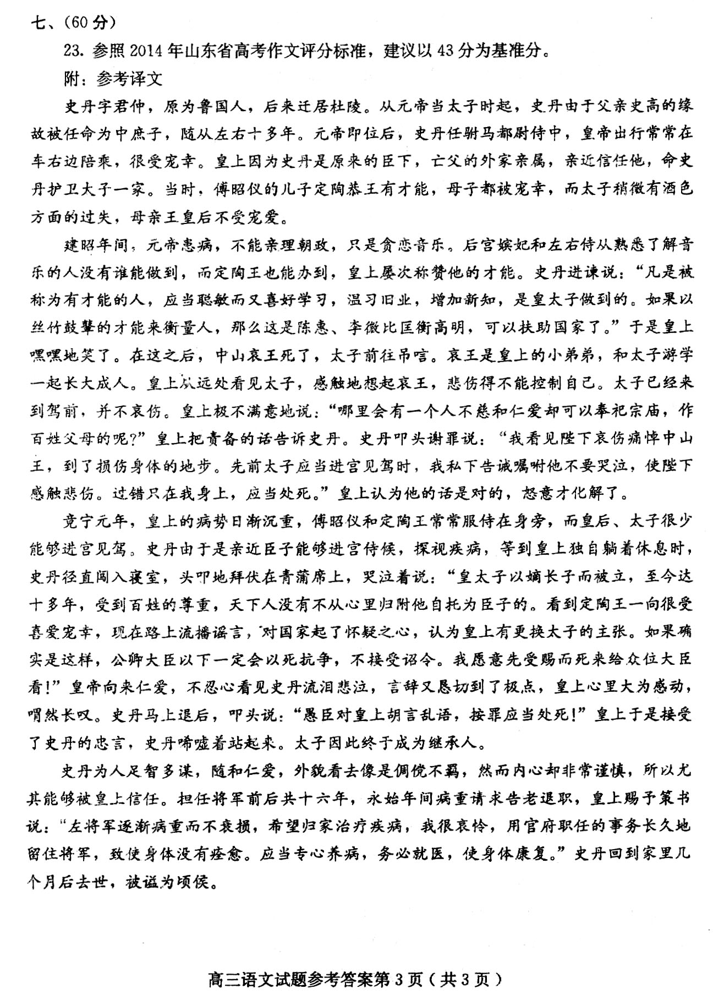 七、（60 分）
23. 参照 2014 年山东省高考作文评分标准，建议以 43 分为基准分。
附：参考译文
史丹字君仲，原为鲁国人，后来迁居杜陵。从元帝当太子时起，史丹由于父亲史高的缘
故被任命为中庶子，随从左右十多年。元帝即位后，史丹任驸马都尉侍中，皇帝出行常常在
车右边陪乘，很受宠幸。皇上因为史丹是原来的臣下，亡父的外家亲属，亲近信任他，命史
丹护卫太子一家。当时，傅昭仪的儿子定陶恭王有才能，母子都被宠幸，而太子稍微有酒色
方面的过失，母亲王皇后不受宠爱。
建昭年间，元帝患病，不能亲理朝政，只是贪恋音乐。后宫嫔妃和左右侍从熟悉了解音
乐的人没有谁能做到，而定陶王也能办到，皇上屡次称赞他的才能。史丹进谏说：“凡是被
称为有才能的人，应当聪敏而又喜好学习，温习旧业，增加新知，是皇太子做到的。如果以
丝竹鼓鼙的才能来衡量人，那么这是陈惠、李微比匡衡高明，可以扶助国家了。”于是皇上
嘿嘿地笑了。在这之后，中山哀王死了，太子前往吊唁。哀王是皇上的小弟弟，和太子游学
一起长大成人。皇上从远处看见太子，感触地想起哀王，悲伤得不能控制自己。太子已经来
到驾前，并不哀伤。皇上极不满意地说：“哪里会有一个人不慈和仁爱却可以奉祀宗庙，作
百姓父母的呢？”皇上把责备的话告诉史丹。史丹叩头谢罪说：“我看见陛下哀伤痛悼中山
王，到了损伤身体的地步。先前太子应当进宫见驾时，我私下告诫嘱咐他不要哭泣，使陛下
感触悲伤。过错只在我身上，应当处死。”皇上认为他的话是对的，怒意才化解了。
竟宁元年，皇上的病势日渐沉重，傅昭仪和定陶王常常服侍在身旁，而皇后、太子很少
能够进宫见驾。史丹由于是亲近臣子能够进宫侍候，探视疾病，等到皇上独自躺着休息时，
史丹径直闯入寝室，头叩地拜伏在青蒲席上，哭泣着说：“皇太子以嫡长子而被立，至今达
十多年，受到百姓的尊重，天下人没有不从心里归附他自托为臣子的。看到定陶王一向很受
喜爱宠幸，现在路上流播谣言，对国家起了怀疑之心，认为皇上有更换太子的主张。如果确
实是这样，公卿大臣以下一定会以死抗争，不接受诏令。我愿意先受赐而死来给众位大臣
看！”皇帝向来仁爱，不忍心看见史丹流泪悲泣，言辞又恳切到了极点，皇上心里大为感动，
喟然长叹。史丹马上退后，叩头说：“愚臣对皇上胡言乱语，按罪应当处死！”皇上于是接受
了史丹的忠言，史丹唏嘘着站起来。太子因此终于成为继承人。
史丹为人足智多谋，随和仁爱，外貌看去像是倜傥不羁，然而内心却非常谨慎，所以尤
其能够被皇上信任。担任将军前后共十六年，永始年间病重请求告老退职，皇上赐予策书
说：“左将军逐渐病重而不衰损，希望归家治疗疾病，我很哀怜，用官府职任的事务长久地
留住将军，致使身体没有痊愈。应当专心养病，务必就医，使身体康复。”史丹回到家里几
个月后去世，被谥为顷侯。
高三语文试题参考答案第 3 页（共 3 页）